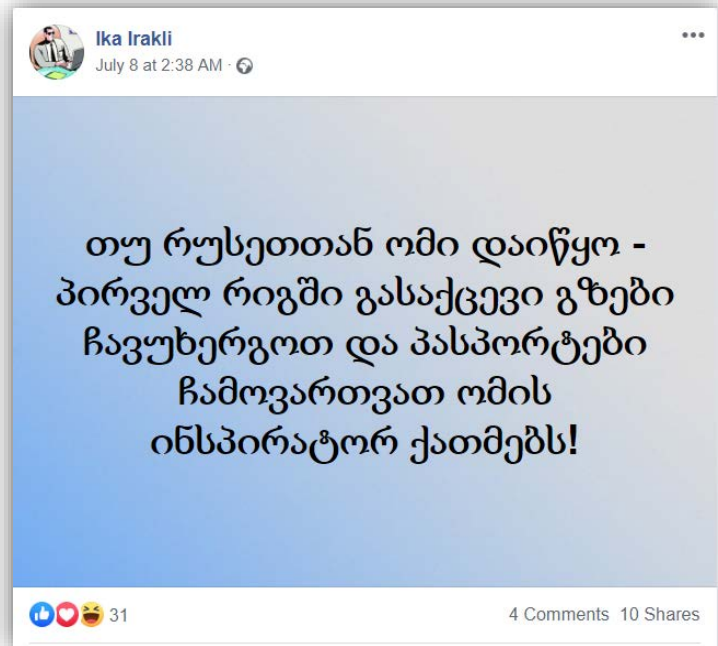 Ika Irakli
July 8 at 2:38 AM ·
თუ რუსეთთან ომი დაიწყო -
პირველ რიგში გასაქცევი გზები
ჩავუხერგოთ და პასპორტები
ჩამოვართვათ ომის
ინსპირატორ ქათმებს!
31
4 Comments 10 Shares